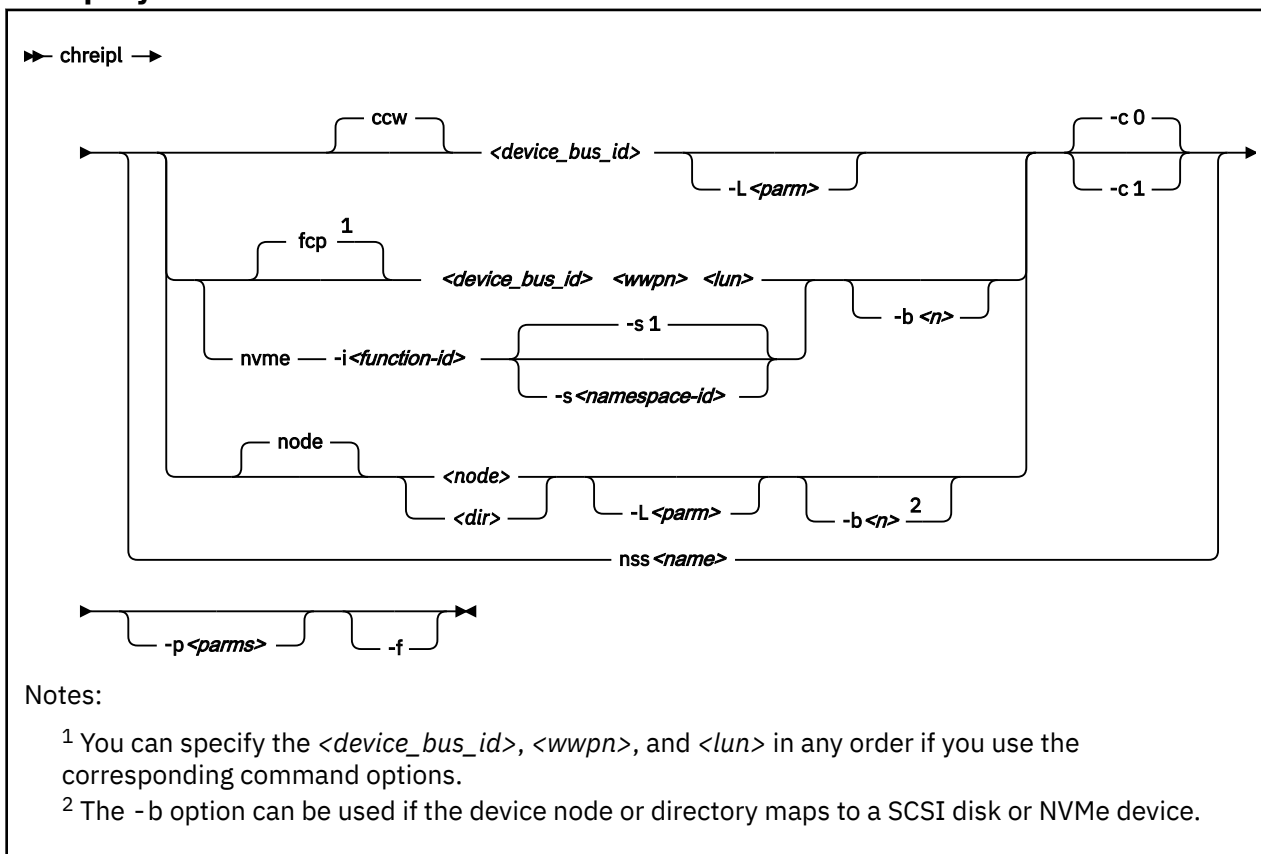 chreipl
ccw
-c 0
<device_bus_id>
-L <parm>
-c 1
fcp 1
<device_bus_id> <wwpn> <lun>
-s 1
-b <n>
nvme -i <function-id>
-s <namespace-id>
node
<node>
<dir>
-L <parm>
-b <n> 2
nss <name>
-p <parms>
-f
Notes:
1 You can specify the <device_bus_id>, <wwpn>, and <lun> in any order if you use the
corresponding command options.
2 The -b option can be used if the device node or directory maps to a SCSI disk or NVMe device.